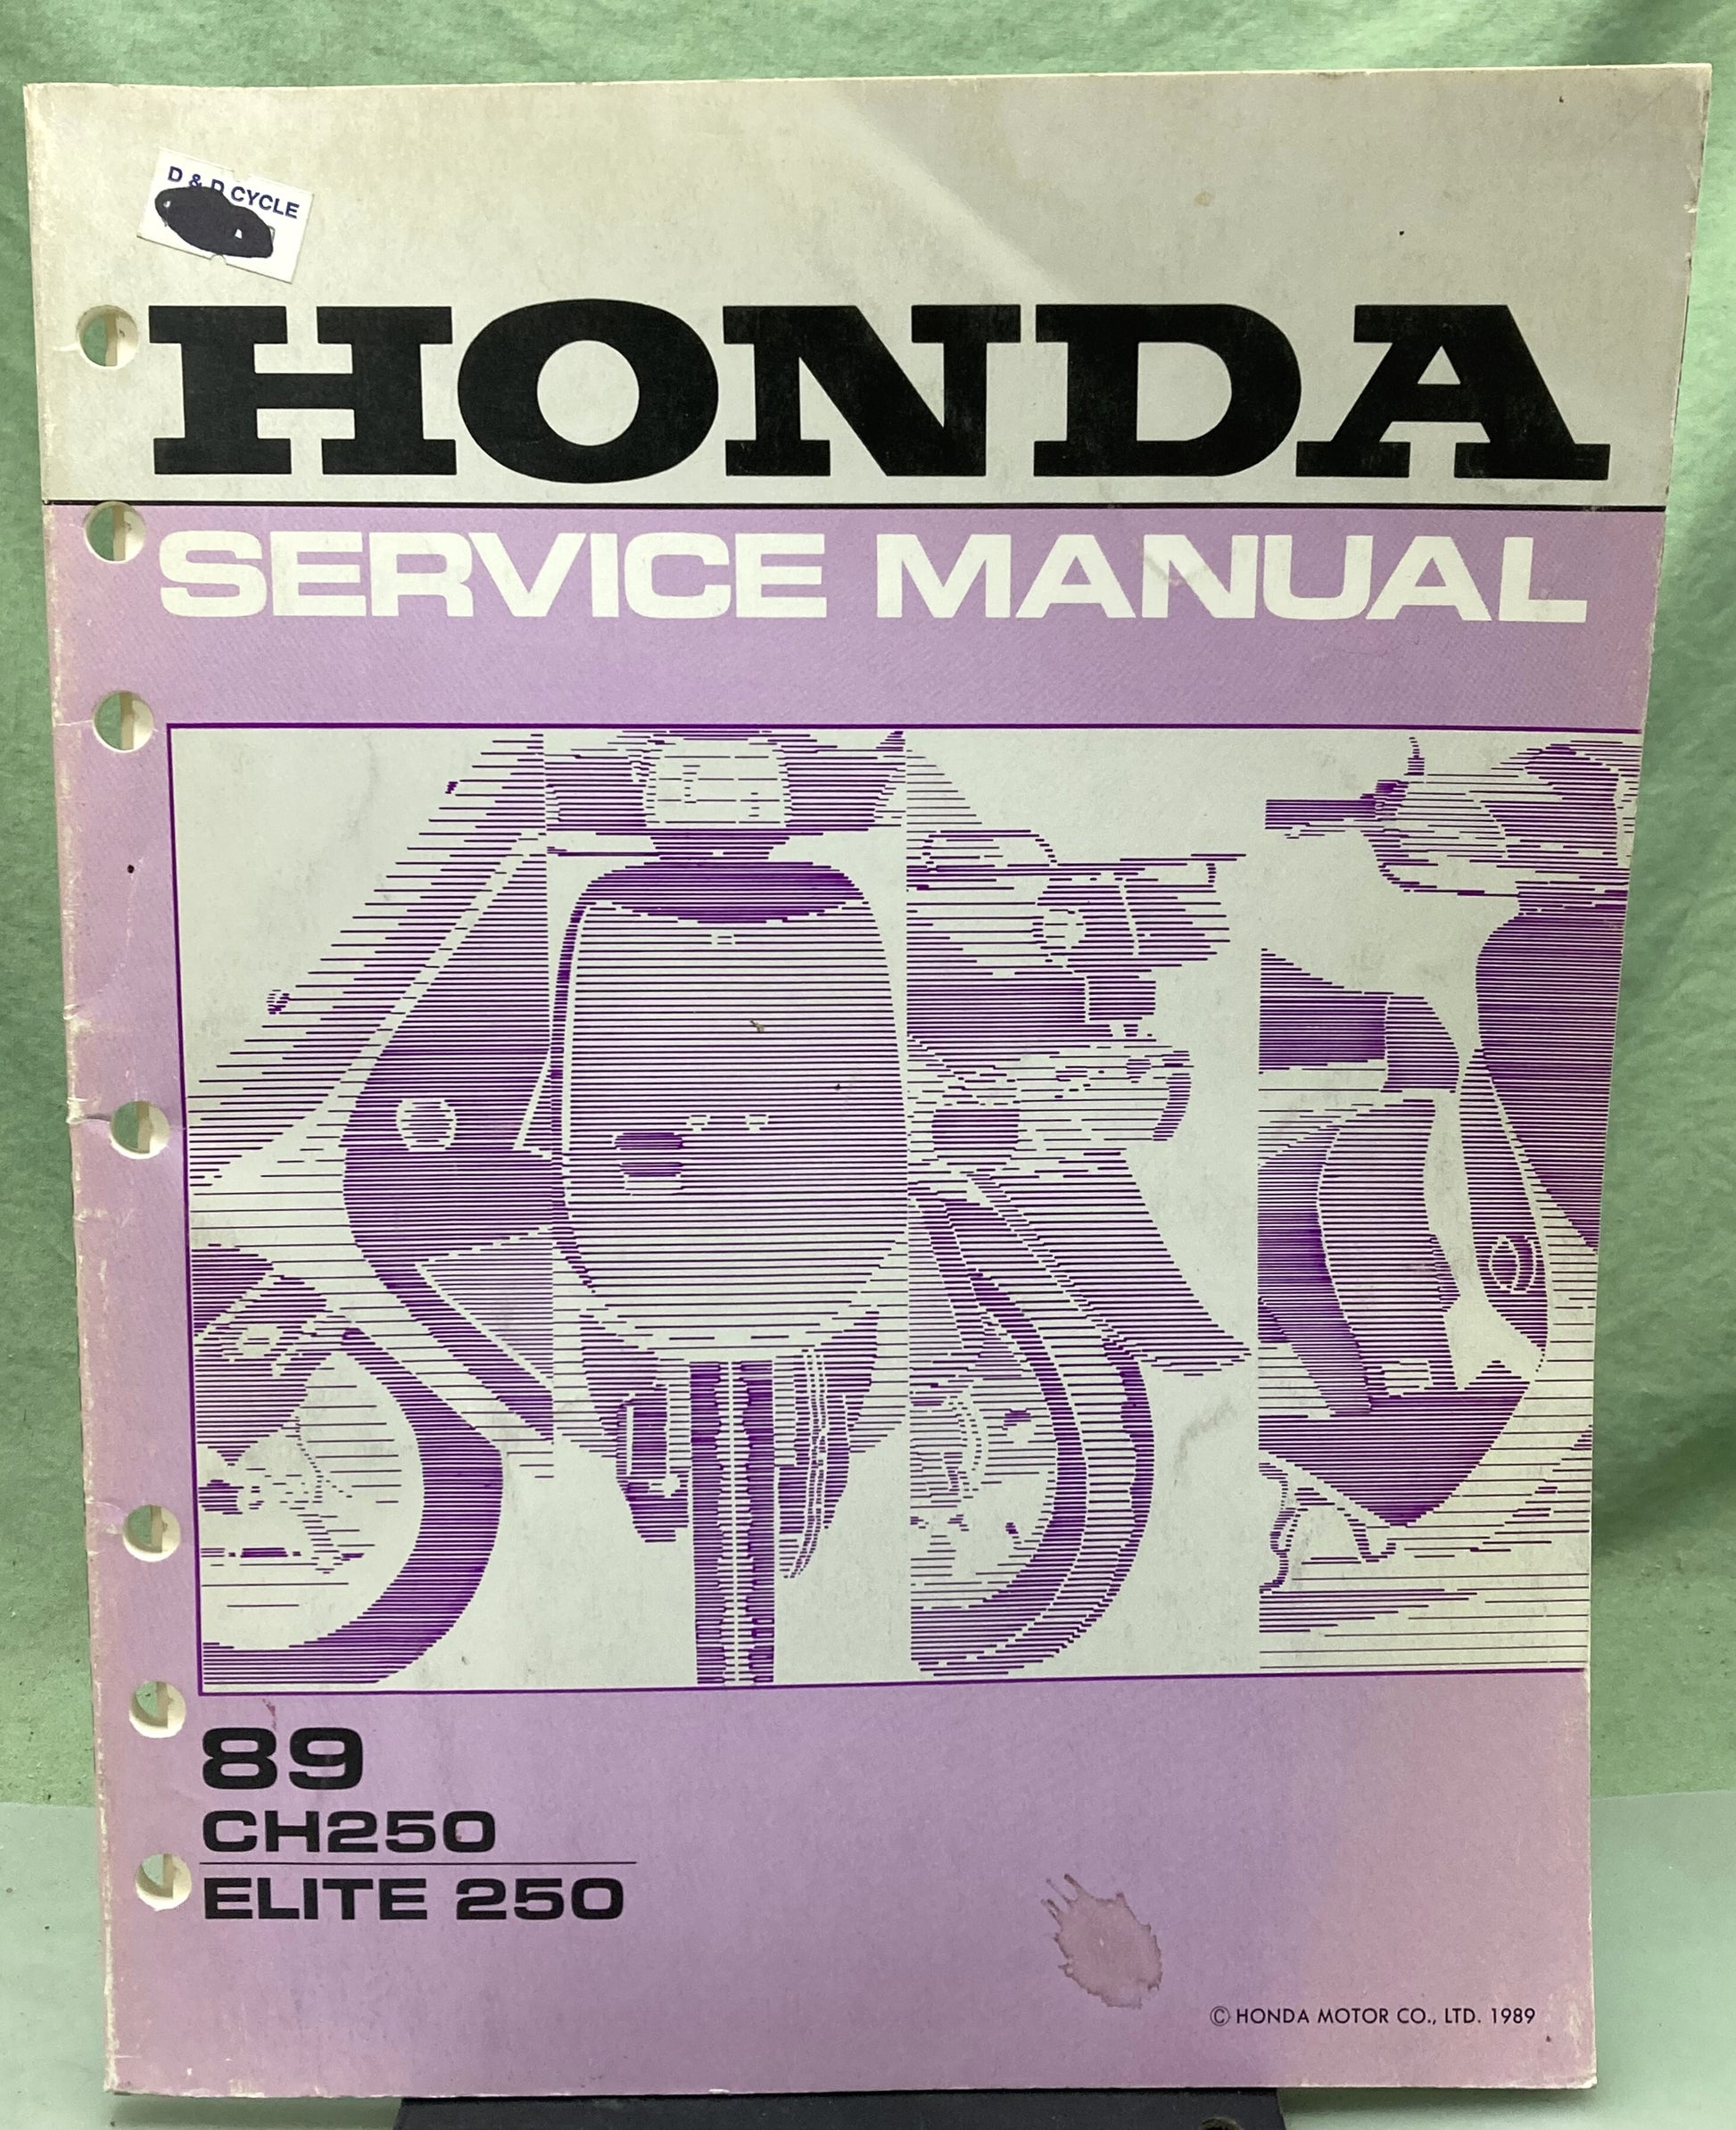 D & D CYCLE
HONDA
SERVICE MANUAL
89
CH250
ELITE 250
© HONDA MOTOR CO., LTD. 1989